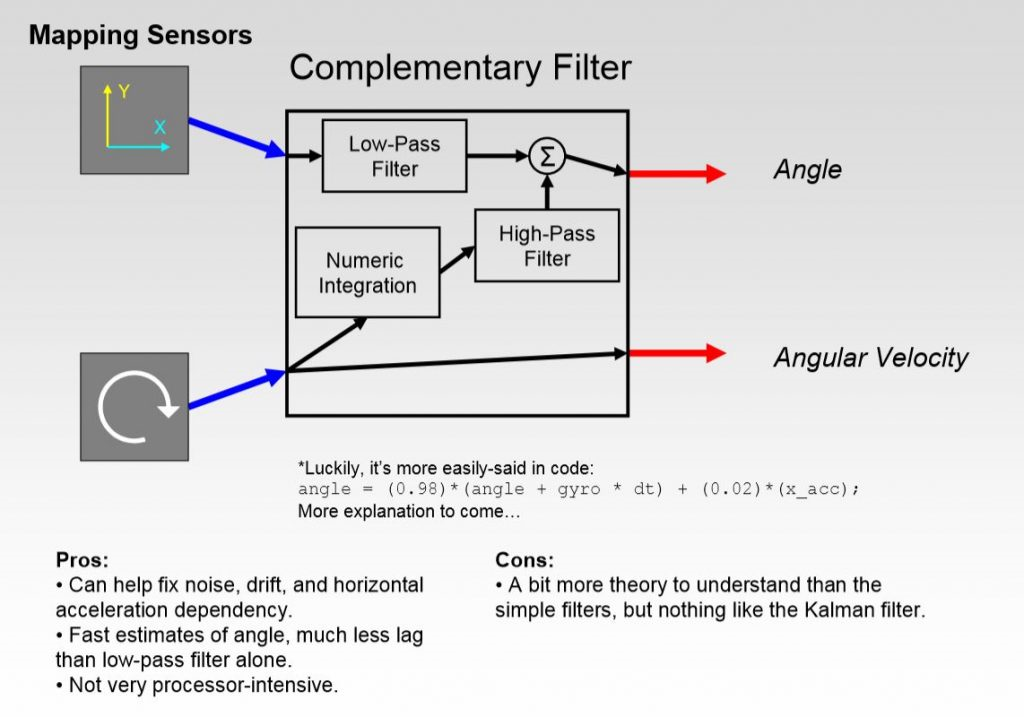 Mapping Sensors
Complementary Filter
Y
X
Low-Pass
Filter
Σ
Angle
High-Pass
Filter
Numeric
Integration
Angular Velocity
*Luckily, it’s more easily-said in code:
angle = (0.98)*(angle + gyro * dt) + (0.02)*(x_acc);
More explanation to come…
Pros:
• Can help fix noise, drift, and horizontal
acceleration dependency.
• Fast estimates of angle, much less lag
than low-pass filter alone.
• Not very processor-intensive.
Cons:
• A bit more theory to understand than the
simple filters, but nothing like the Kalman filter.